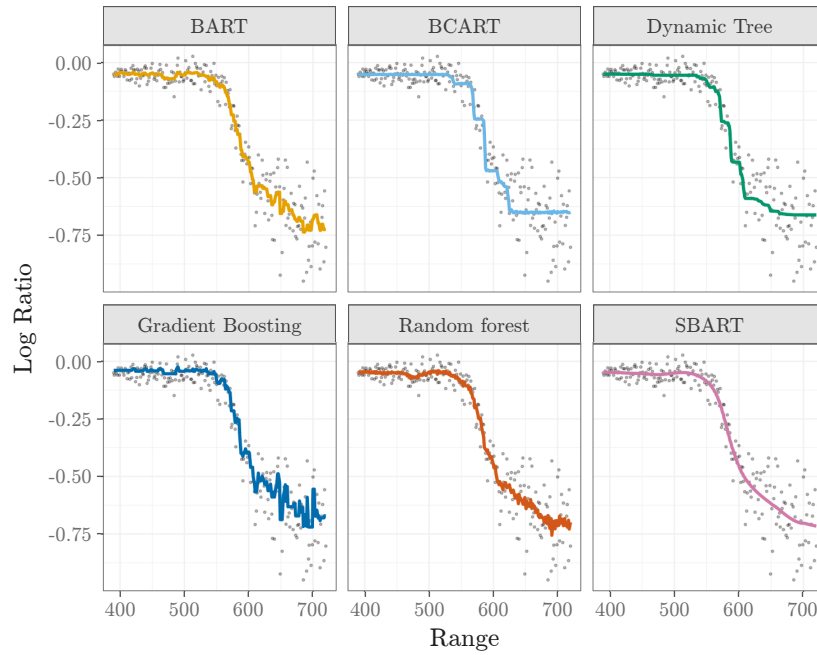 BART BCART Dynamic Tree
0.00
-0.25
-0.50
-0.75
Gradient Boosting Random forest SBART
0.00
-0.25
-0.50
-0.75
400 500 600 700 400 500 600 700 400 500 600 700
Range
Log Ratio